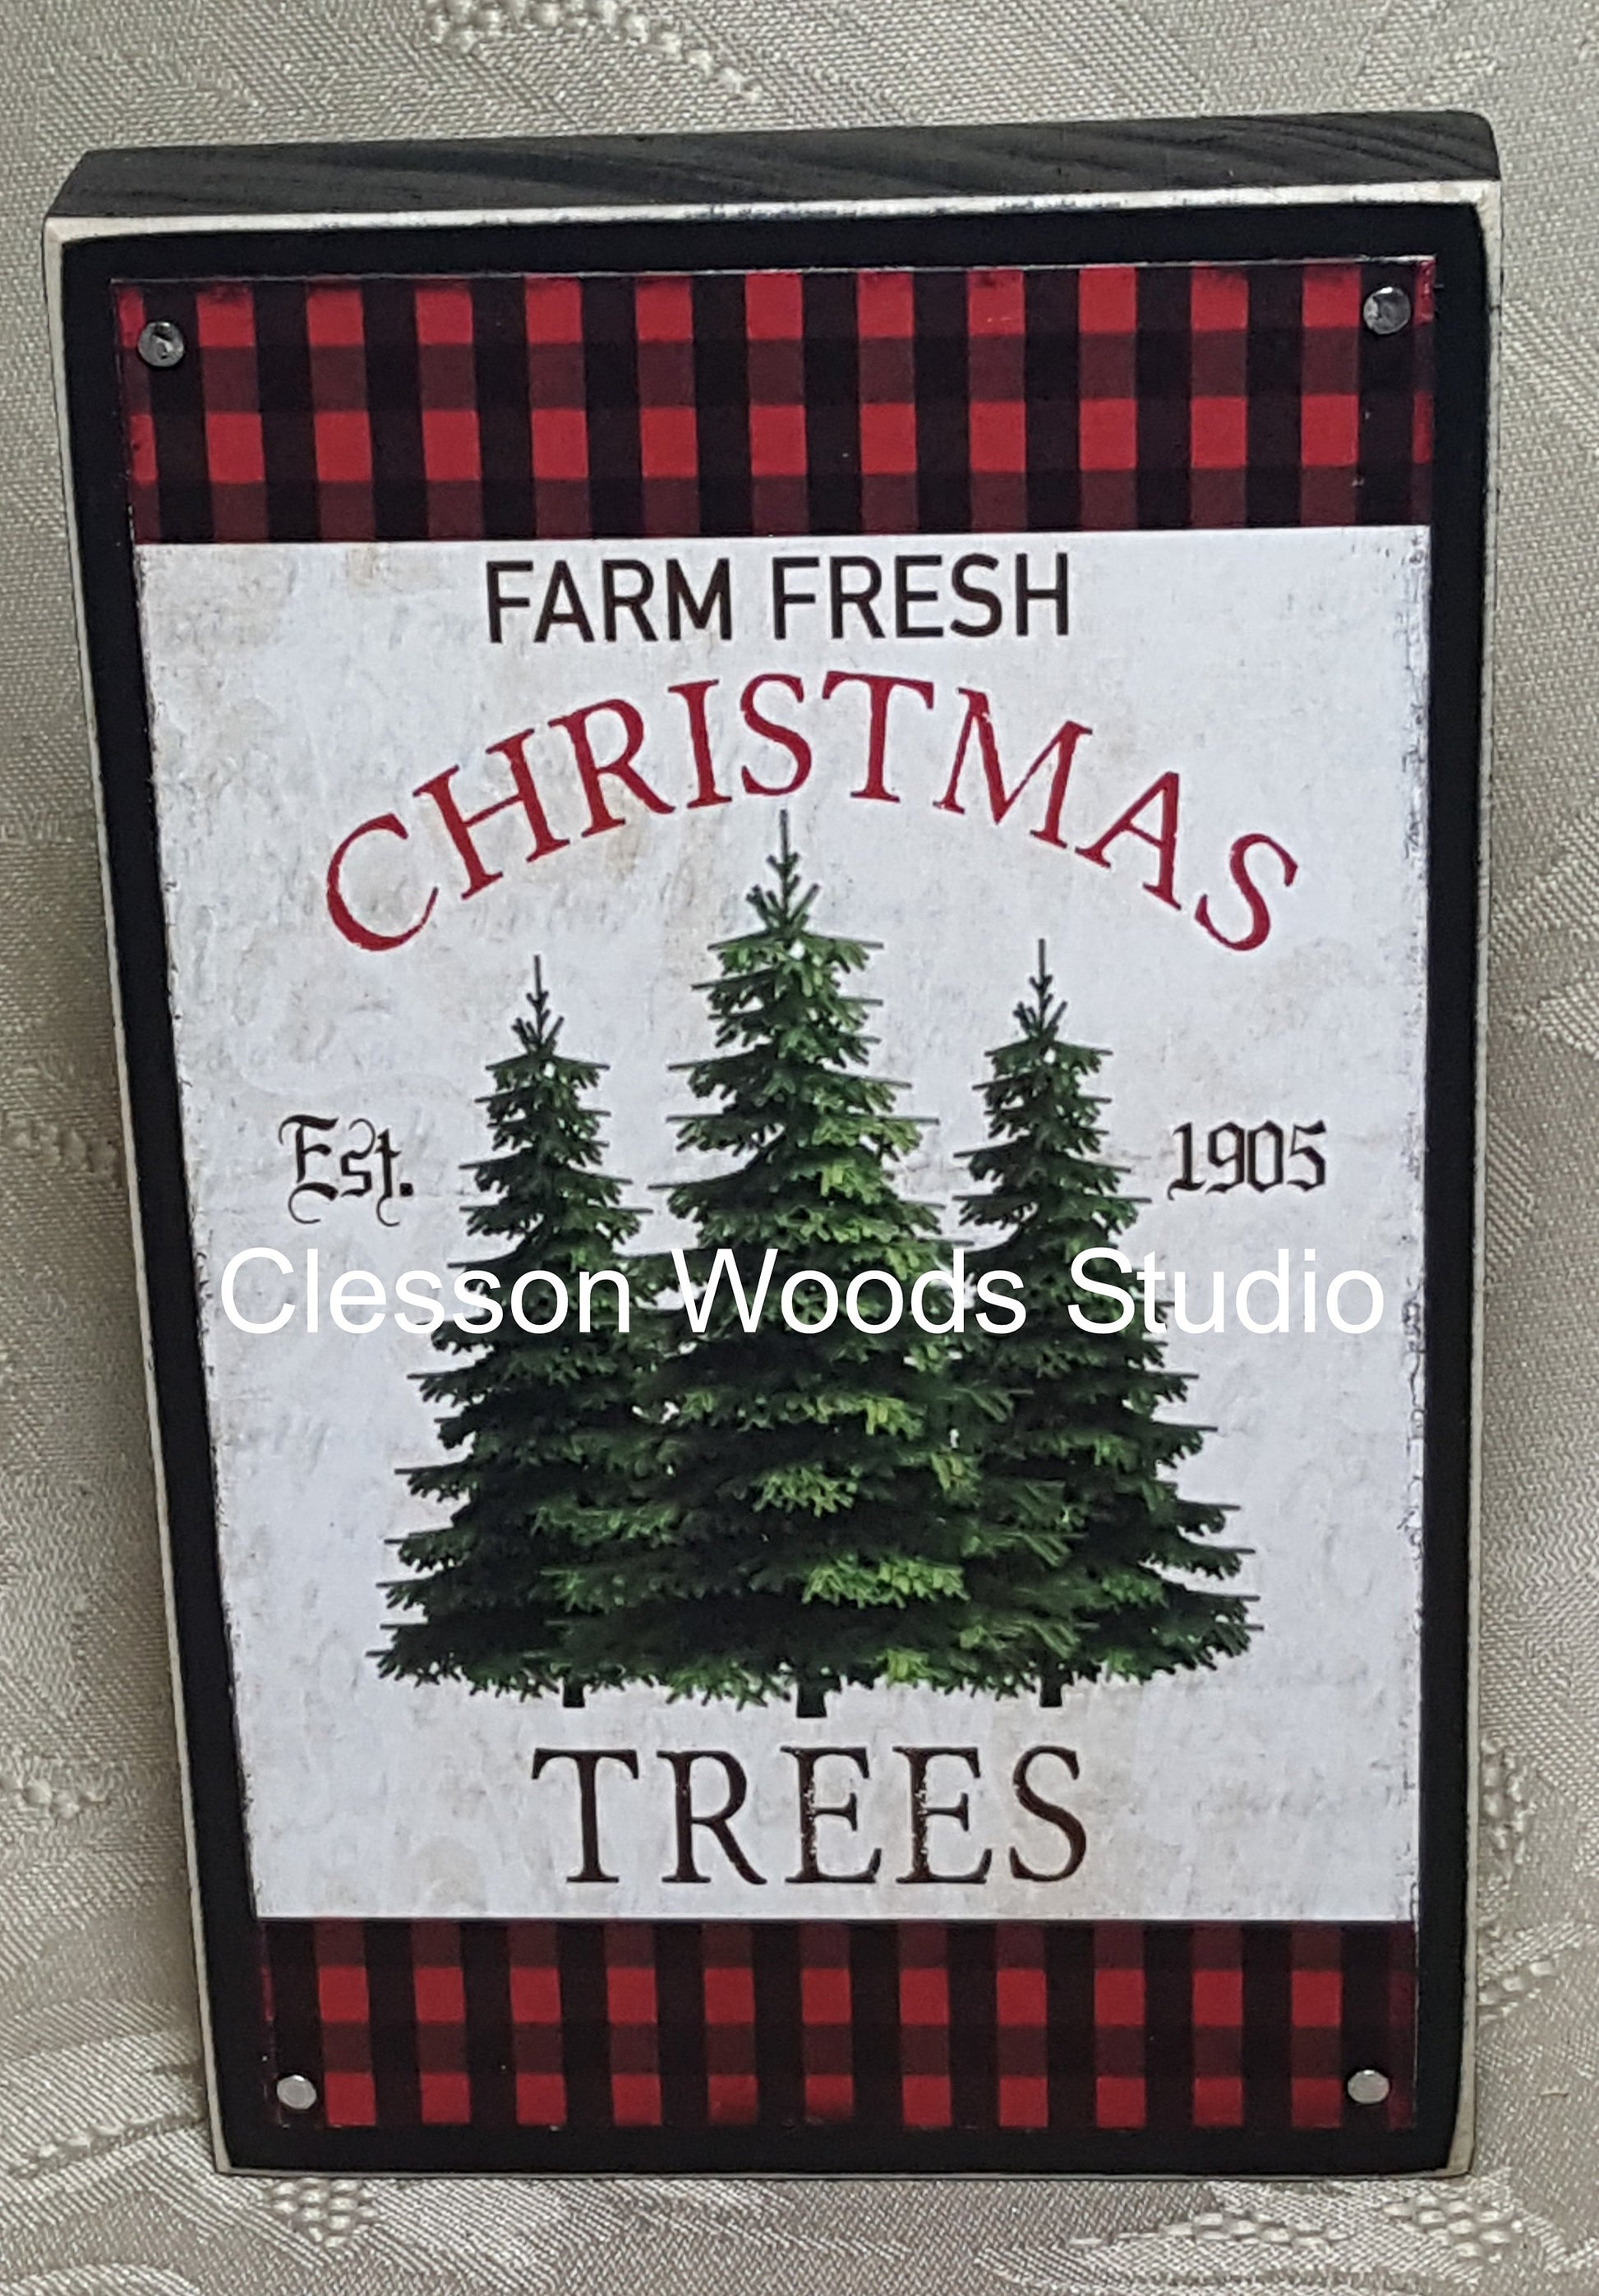 FARM FRESH
CHRISTMAS
Est. 1905
Clesson Woods Studio
TREES